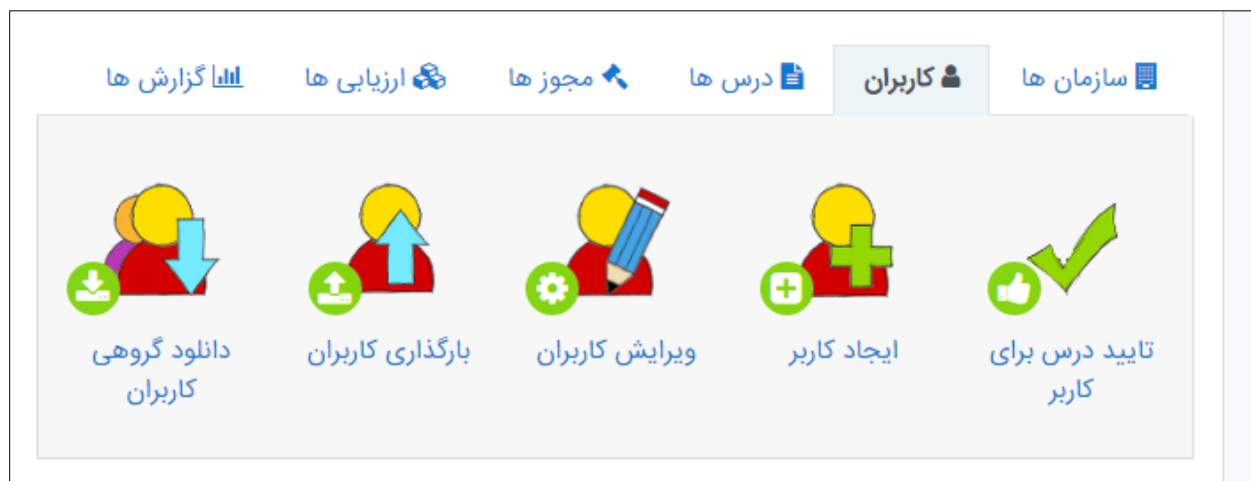 سازمان ها
کاربران
درس ها
مجوز ها
ارزیابی ها
گزارش ها
تایید درس برای
کاربر
ایجاد کاربر
ویرایش کاربران
بارگذاری کاربران
دانلود گروهی
کاربران